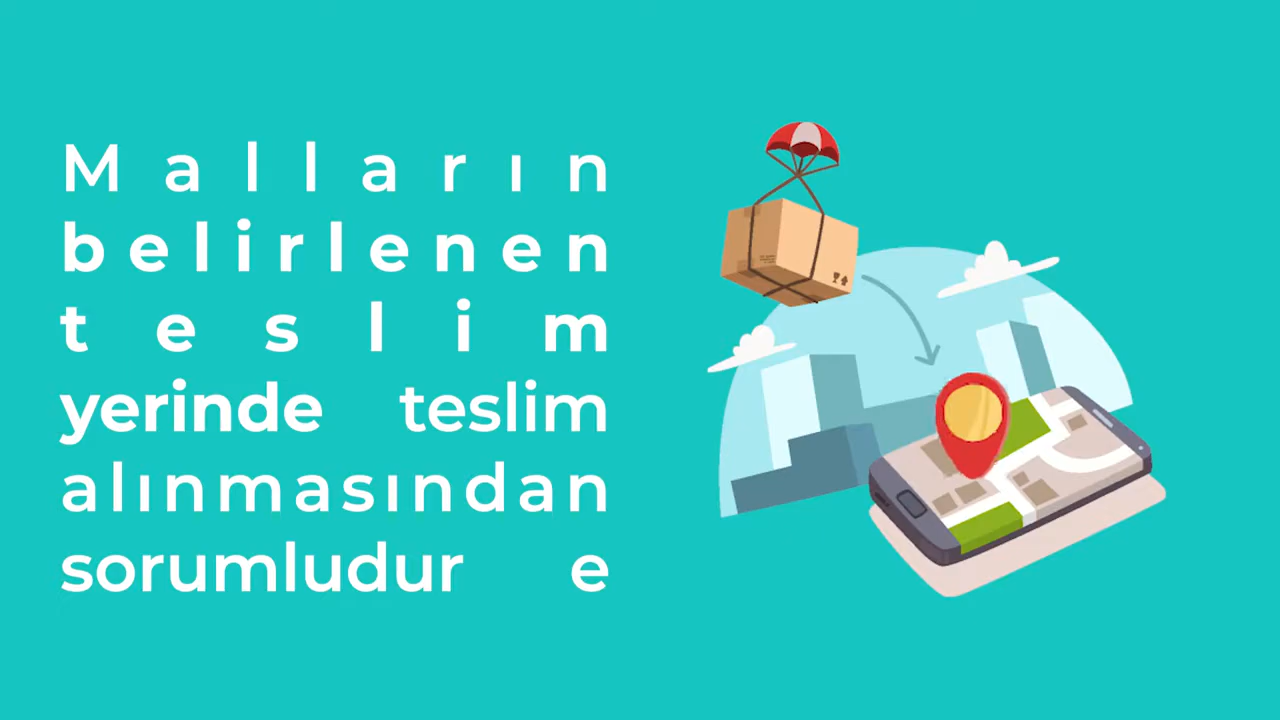 Malların
belirlenen
teslim
yerinde teslim
alınmasından
sorumludur e